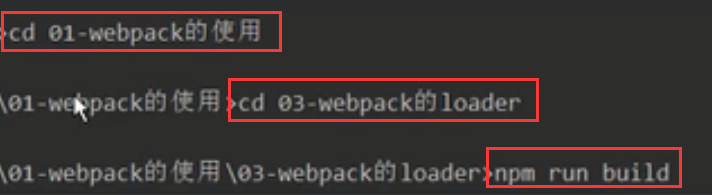 >cd 01-webpack的使用
\01-webpack的使用>cd 03-webpack的loader
\01-webpack的使用\03-webpack的loader>npm run build